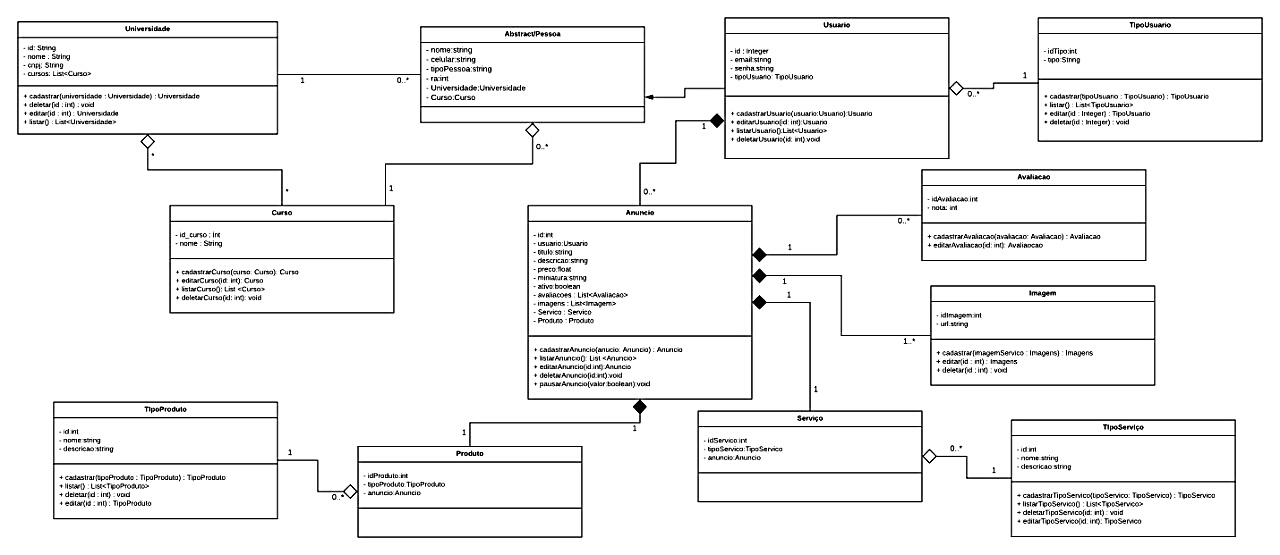 Universidade
- id: String
- nome : String
- cnpj: String
- cursos: List<Curso>
+ cadastrar(universidade : Universidade) : Universidade
+ deletar(id : int) : void
+ editar(id : int) : Universidade
+ listar() : List<Universidade>
1
0..*
Abstract/Pessoa
- nome:string
- celular:string
- tipoPessoa:string
- ra:int
- Universidade:Universidade
- Curso:Curso
Usuario
- id : Integer
- email:string
- senha:string
- tipoUsuario: TipoUsuario
+ cadastrarUsuario(usuario:Usuario):Usuario
+ editarUsuario(id: int):Usuario
+ listarUsuario():List<Usuario>
+ deletarUsuario(id: int):void
0..*
1
TipoUsuario
- idTipo:int
- tipo:String
+ cadastrar(tipoUsuario : TipoUsuario) : TipoUsuario
+ listar() : List<TipoUsuario>
+ editar(id : Integer) : TipoUsuario
+ deletar(id : Integer) : void
*
*
0..*
1
1
0..*
Curso
- id_curso : Int
- nome : String
+ cadastrarCurso(curso: Curso): Curso
+ editarCurso(id: int): Curso
+ listarCurso(): List <Curso>
+ deletarCurso(id: int): void
Anuncio
- id:int
- usuario:Usuario
- titulo:string
- descricao:string
- preco:float
- miniatura:string
- ativo:boolean
- avaliacoes : List<Avaliacao>
- imagens : List<Imagem>
- Servico : Servico
- Produto : Produto
+ cadastrarAnuncio(anucio: Anuncio) : Anuncio
+ listarAnuncio(): List <Anuncio>
+ editarAnuncio(id:int):Anuncio
+ deletarAnuncio(id:int):void
+ pausarAnuncio(valor:boolean):void
1
0..*
Avaliacao
- idAvaliacao:int
- nota: int
+ cadastrarAvaliacao(avaliacao: Avaliacao) : Avaliacao
+ editarAvaliacao(id: int): Avaliaocao
1
1..*
Imagem
- idImagem:int
- url:string
+ cadastrar(imagemServico : Imagens) : Imagens
+ editar(id : int) : Imagens
+ deletar(id : int) : void
1
1
1
1
TipoProduto
- id:int
- nome:string
- descricao:string
+ cadastrar(tipoProduto : TipoProduto) : TipoProduto
+ listar() : List<TipoProduto>
+ deletar(id : int) : void
+ editar(id : int) : TipoProduto
1
0..*
Produto
- idProduto:int
- tipoProduto:TipoProduto
- anuncio:Anuncio
Serviço
- idServico:int
- tipoServico:TipoServico
- anuncio:Anuncio
0..*
1
TipoServiço
- id:int
- nome:string
- descricao:string
+ cadastrarTipoServico(tipoServico: TipoServico) : TipoServico
+ listarTipoServico() : List<TipoServico>
+ deletarTipoServico(id: int) : void
+ editarTipoServico(id: int): TipoServico